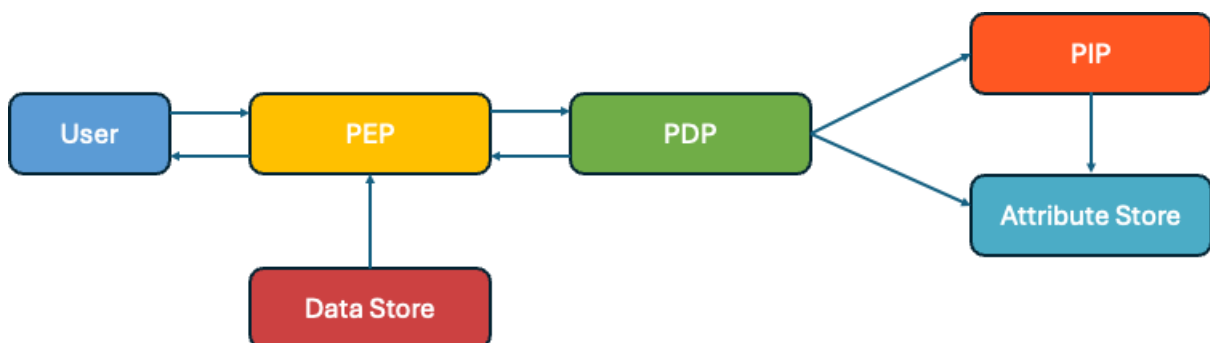 User
PEP
PDP
PIP
Attribute Store
Data Store